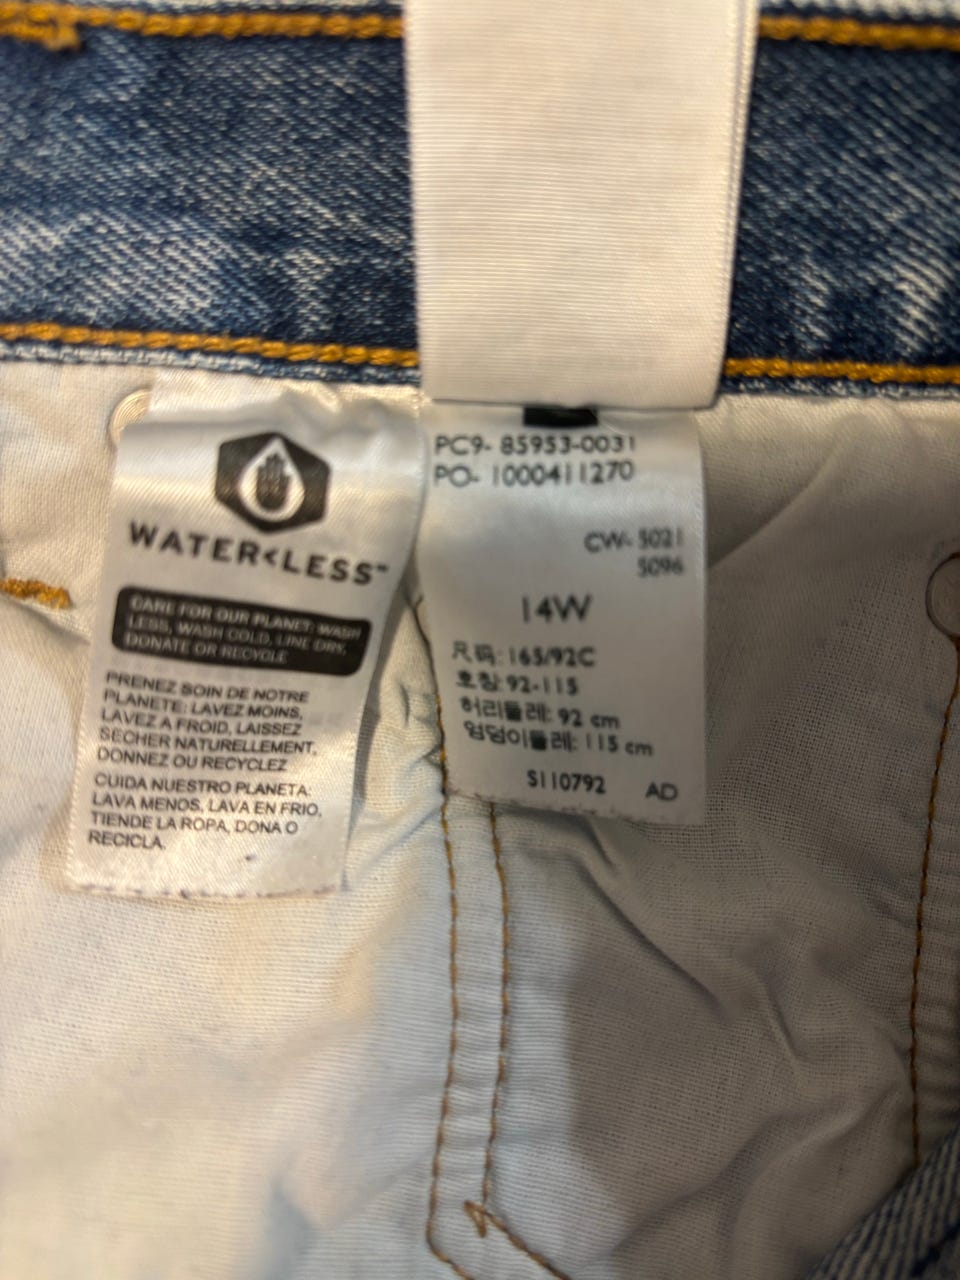 WATER<LESS™
CARE FOR OUR PLANET: WASH
LESS, WASH COLD, LINE DRY,
DONATE OR RECYCLE
PRENEZ SOIN DE NOTRE
PLANETE: LAVEZ MOINS,
LAVEZ A FROID, LAISSEZ
SECHER NATURELLEMENT,
DONNEZ OU RECYCLEZ
CUIDA NUESTRO PLANETA:
LAVA MENOS, LAVA EN FRIO,
TIENDE LA ROPA, DONA O
RECICLA.
PC9- 85953-0031
PO- 1000411270
CW- 5021
5096
14W
尺码: 165/92C
호칭: 92-115
허리둘레: 92 cm
엉덩이둘레: 115 cm
S110792 AD